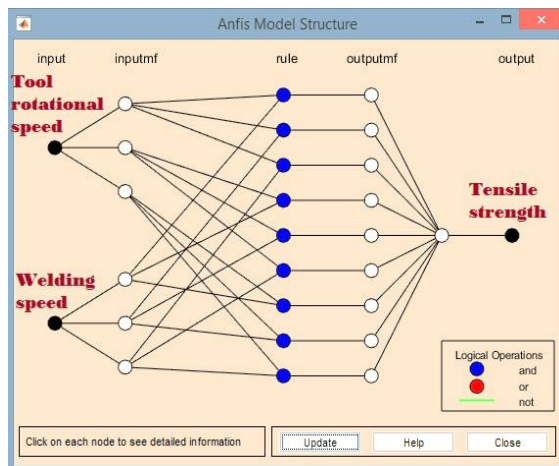 Anfis Model Structure
input inputmf rule outputmf output
Tool
rotational
speed
Tensile
strength
Welding
speed
Logical Operations
and
or
not
Click on each node to see detailed information
Update Help Close